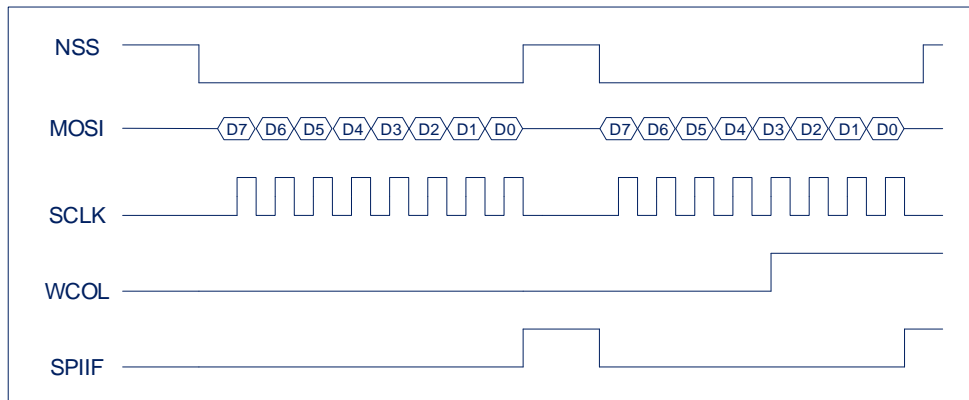 NSS
MOSI D7 D6 D5 D4 D3 D2 D1 D0 D7 D6 D5 D4 D3 D2 D1 D0
SCLK
WCOL
SPIIF